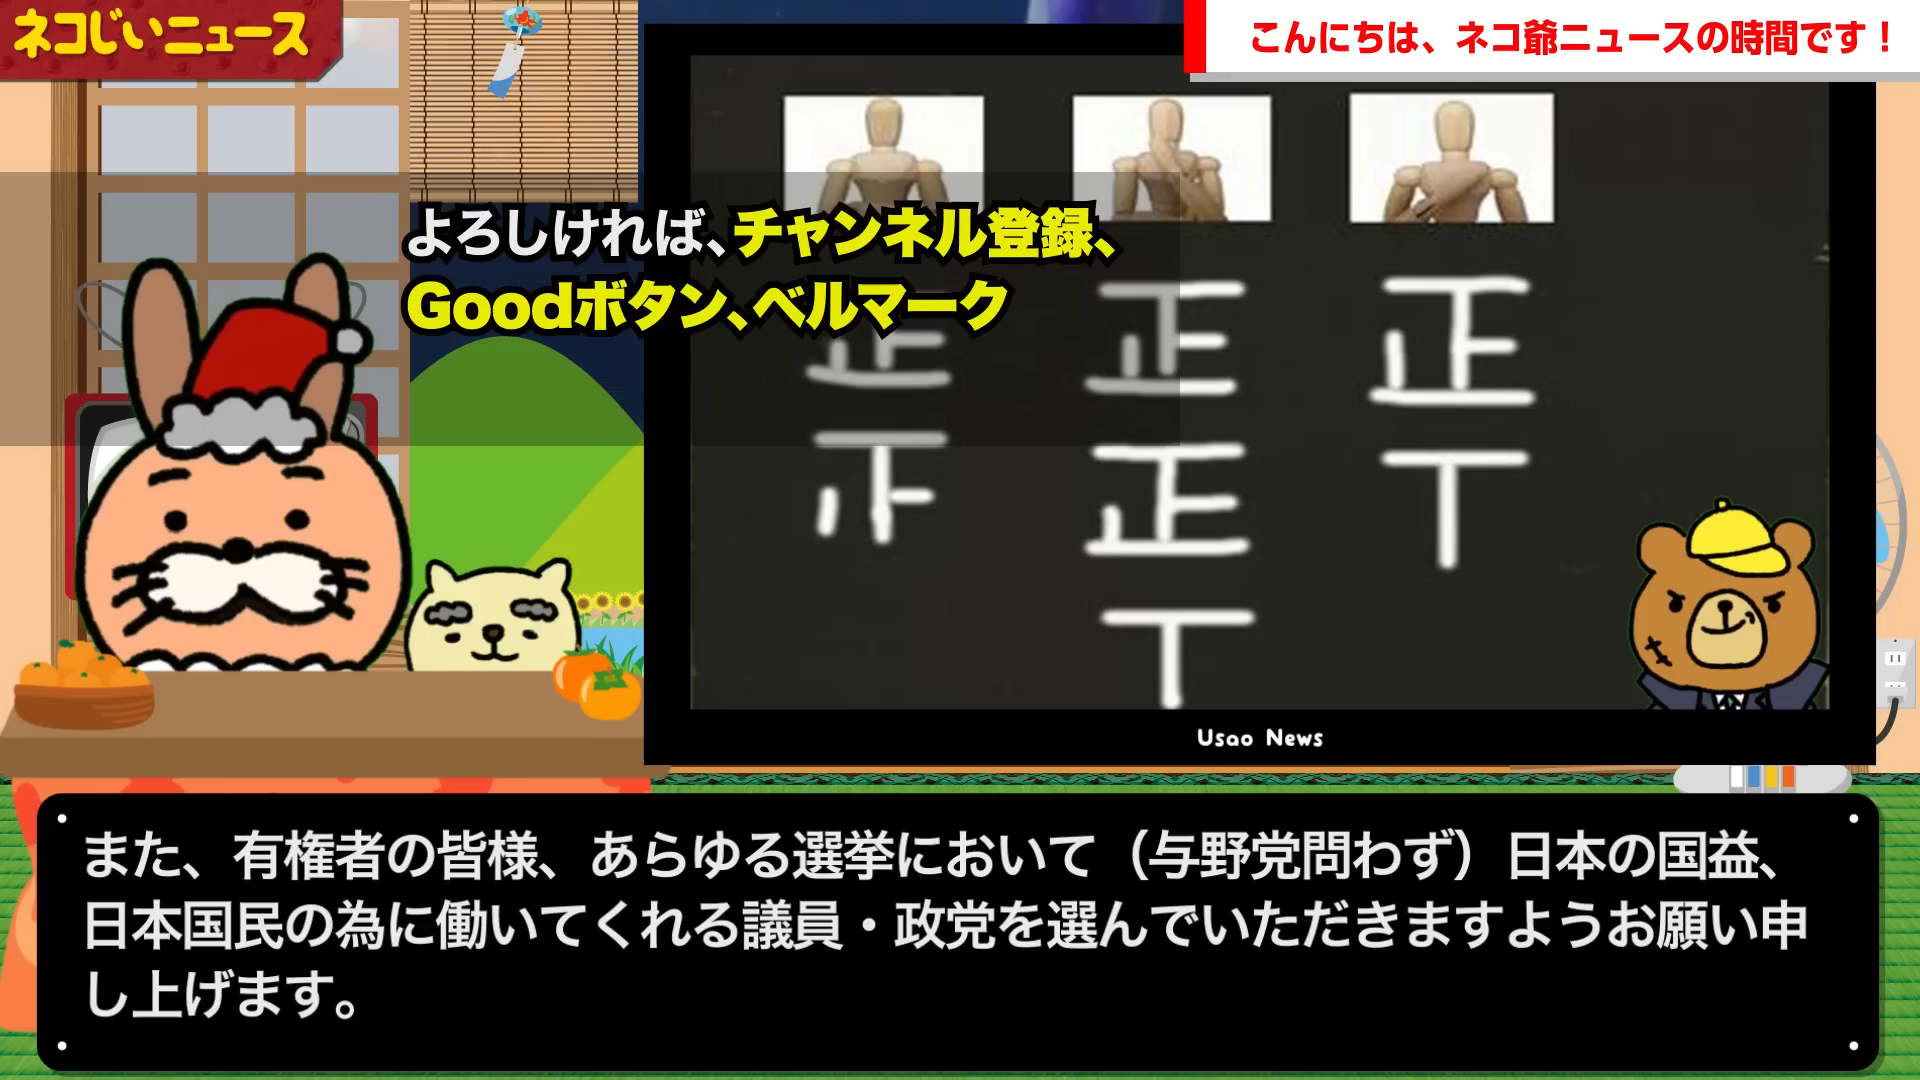 ネコじいニュース
こんにちは、ネコ爺ニュースの時間です！
よろしければ、チャンネル登録、
Goodボタン、ベルマーク
正 正 正
正
Usao News
また、有権者の皆様、あらゆる選挙において（与野党問わず）日本の国益、
日本国民の為に働いてくれる議員・政党を選んでいただきますようお願い申
し上げます。